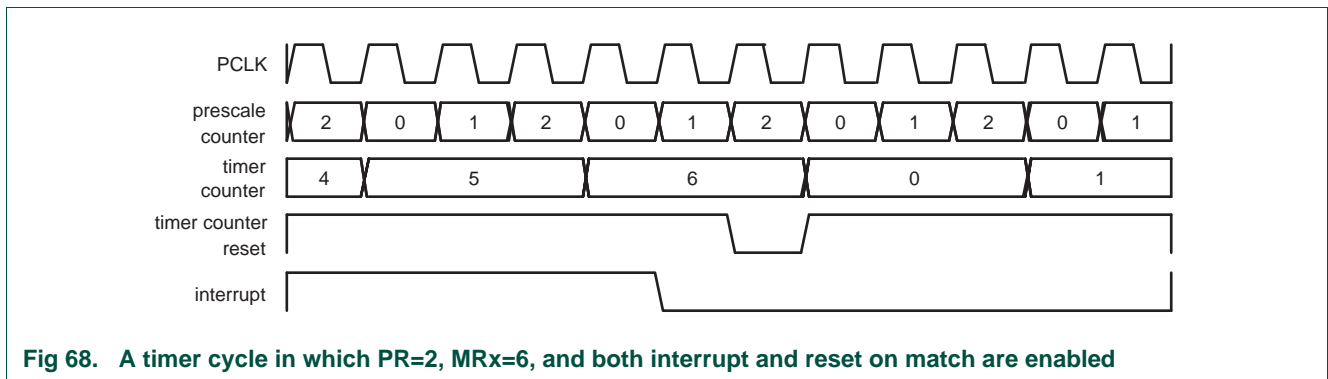 PCLK
prescale
counter
2 0 1 2 0 1 2 0 1 2 0 1
timer
counter
4 5 6 0 1
timer counter
reset
interrupt
Fig 68. A timer cycle in which PR=2, MRx=6, and both interrupt and reset on match are enabled